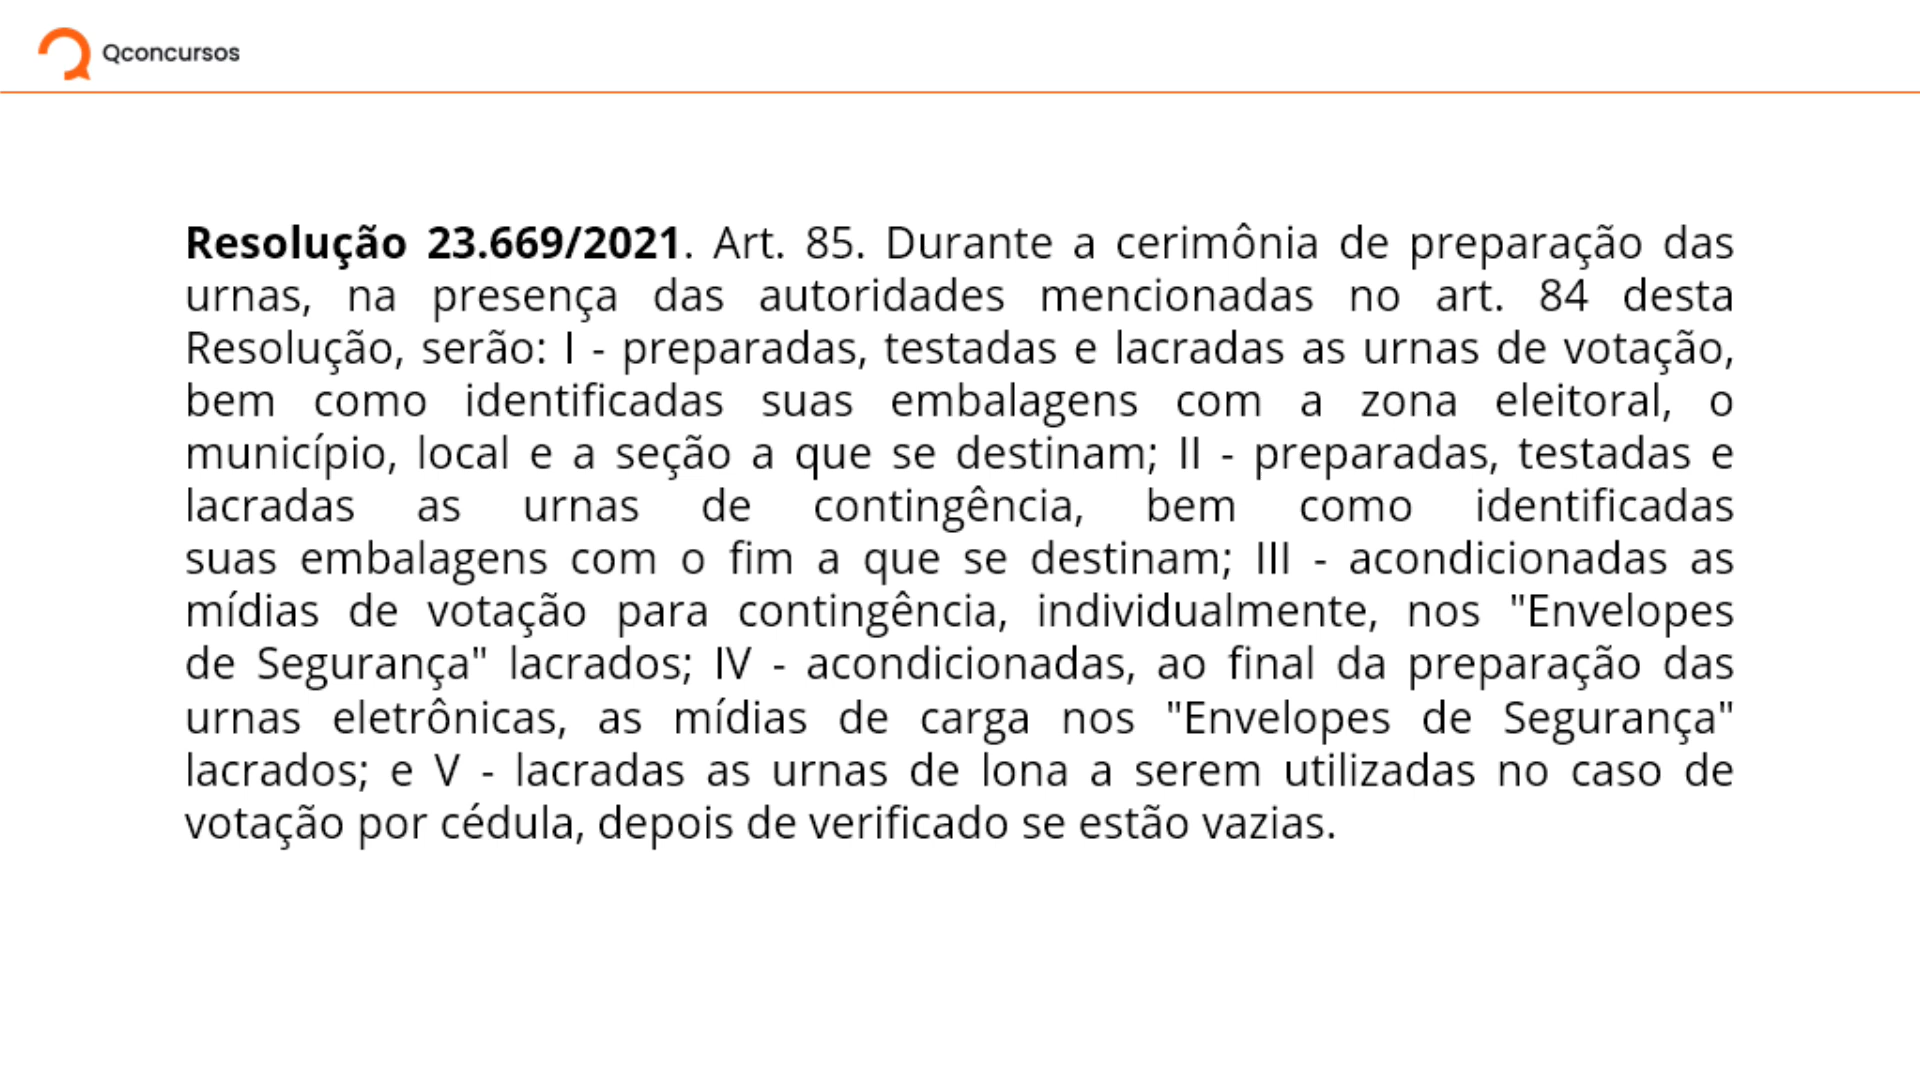 Qconcursos
Resolução 23.669/2021. Art. 85. Durante a cerimônia de preparação das
urnas, na presença das autoridades mencionadas no art. 84 desta
Resolução, serão: I - preparadas, testadas e lacradas as urnas de votação,
bem como identificadas suas embalagens com a zona eleitoral, o
município, local e a seção a que se destinam; II - preparadas, testadas e
lacradas as urnas de contingência, bem como identificadas
suas embalagens com o fim a que se destinam; III - acondicionadas as
mídias de votação para contingência, individualmente, nos "Envelopes
de Segurança" lacrados; IV - acondicionadas, ao final da preparação das
urnas eletrônicas, as mídias de carga nos "Envelopes de Segurança"
lacrados; e V - lacradas as urnas de lona a serem utilizadas no caso de
votação por cédula, depois de verificado se estão vazias.